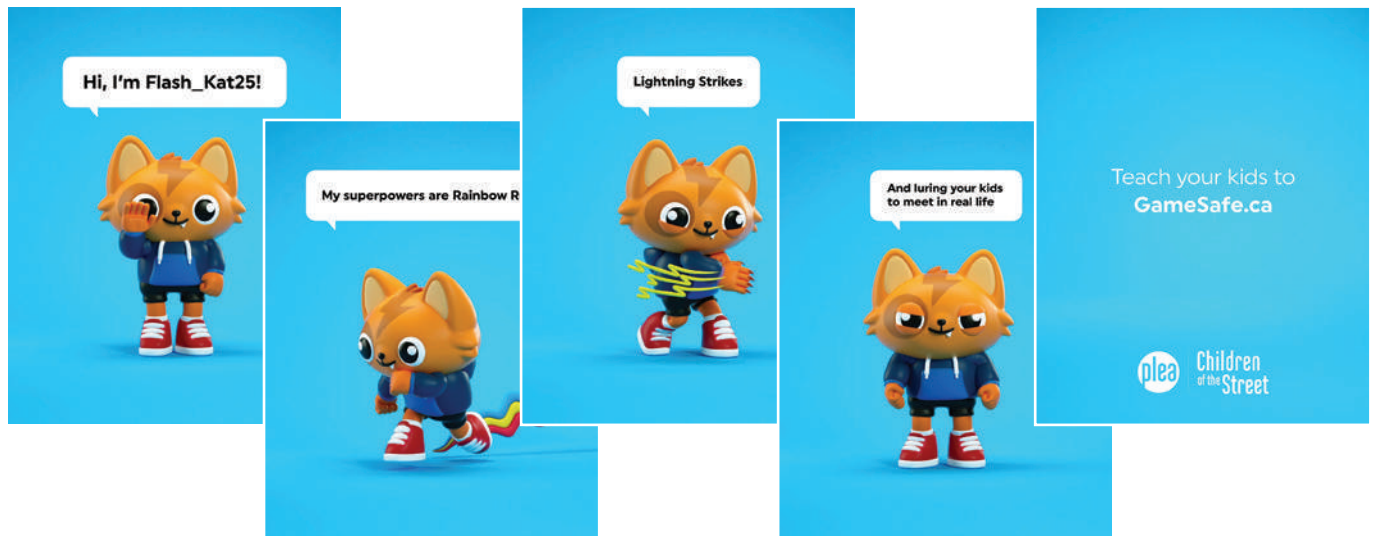 Hi, I'm Flash_Kat25!
My superpowers are Rainbow R
Lightning Strikes
And luring your kids
to meet in real life
Teach your kids to
GameSafe.ca
plea
Children
of the Street